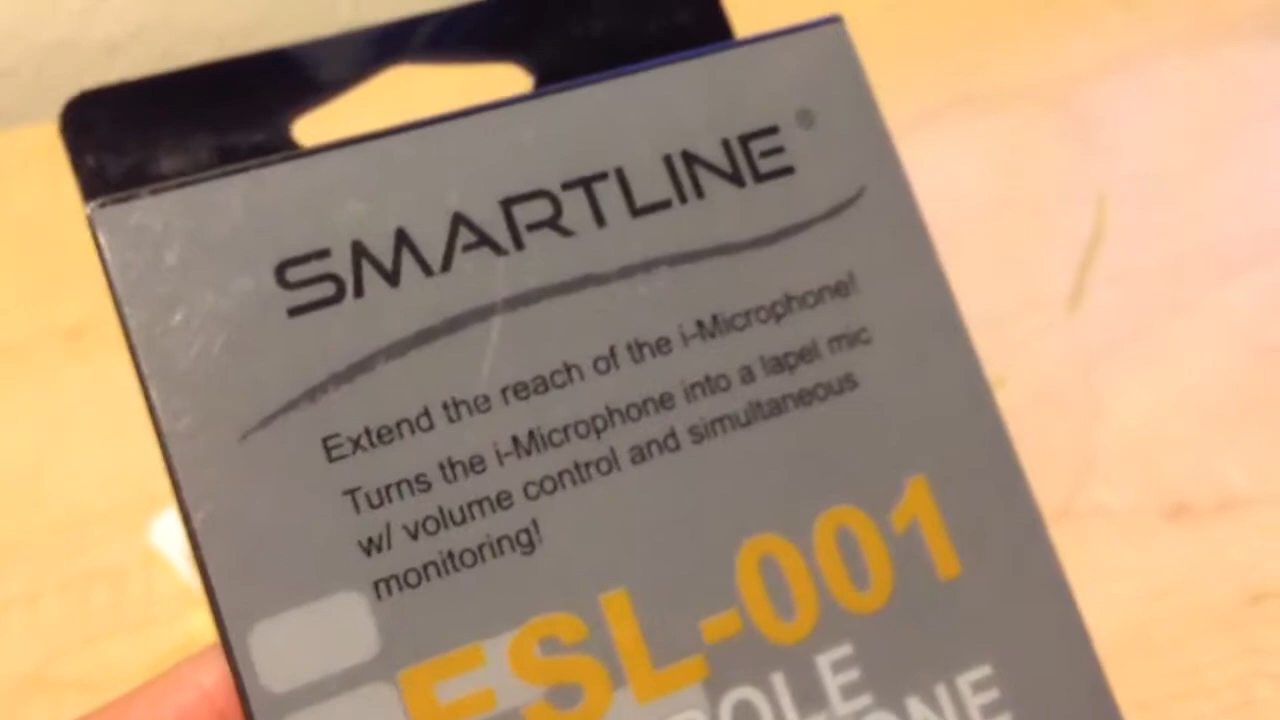 SMARTLINE®
Extend the reach of the i-Microphone!
Turns the i-Microphone into a lapel mic
w/ volume control and simultaneous
monitoring!
ESL-001